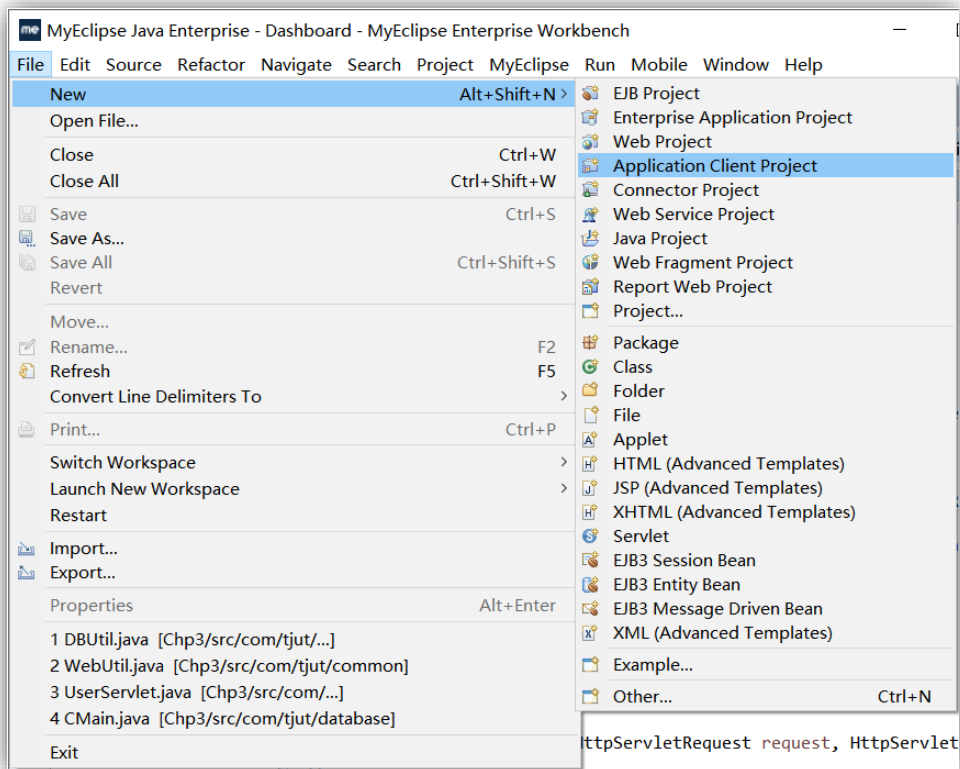 me MyEclipse Java Enterprise - Dashboard - MyEclipse Enterprise Workbench
File Edit Source Refactor Navigate Search Project MyEclipse Run Mobile Window Help
New Alt+Shift+N >
Open File...
Close Ctrl+W
Close All Ctrl+Shift+W
Save Ctrl+S
Save As...
Save All Ctrl+Shift+S
Revert
Move...
Rename... F2
Refresh F5
Convert Line Delimiters To >
Print... Ctrl+P
Switch Workspace >
Launch New Workspace >
Restart
Import...
Export...
Properties Alt+Enter
1 DBUtil.java [Chp3/src/com/tjut/...]
2 WebUtil.java [Chp3/src/com/tjut/common]
3 UserServlet.java [Chp3/src/com/...]
4 CMain.java [Chp3/src/com/tjut/database]
Exit
EJB Project
Enterprise Application Project
Web Project
Application Client Project
Connector Project
Web Service Project
Java Project
Web Fragment Project
Report Web Project
Project...
Package
Class
Folder
File
Applet
HTML (Advanced Templates)
JSP (Advanced Templates)
XHTML (Advanced Templates)
Servlet
EJB3 Session Bean
EJB3 Entity Bean
EJB3 Message Driven Bean
XML (Advanced Templates)
Example...
Other... Ctrl+N
HttpServletRequest request, HttpServlet